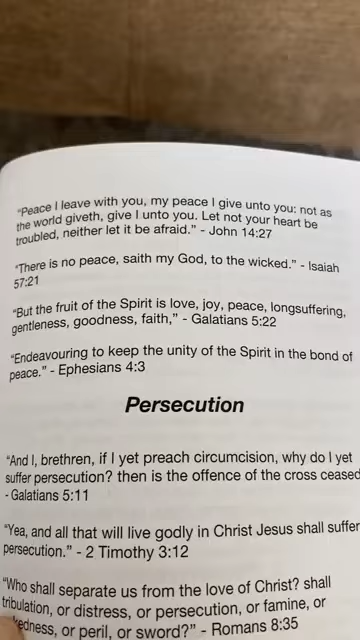 "Peace I leave with you, my peace I give unto you: not as
the world giveth, give I unto you. Let not your heart be
troubled, neither let it be afraid." - John 14:27
"There is no peace, saith my God, to the wicked." - Isaiah
57:21
"But the fruit of the Spirit is love, joy, peace, longsuffering,
gentleness, goodness, faith," - Galatians 5:22
"Endeavouring to keep the unity of the Spirit in the bond of
peace." - Ephesians 4:3
Persecution
"And I, brethren, if I yet preach circumcision, why do I yet
suffer persecution? then is the offence of the cross ceased
- Galatians 5:11
"Yea, and all that will live godly in Christ Jesus shall suffer
persecution." - 2 Timothy 3:12
"Who shall separate us from the love of Christ? shall
tribulation, or distress, or persecution, or famine, or
or peril, or sword?" - Romans 8:35